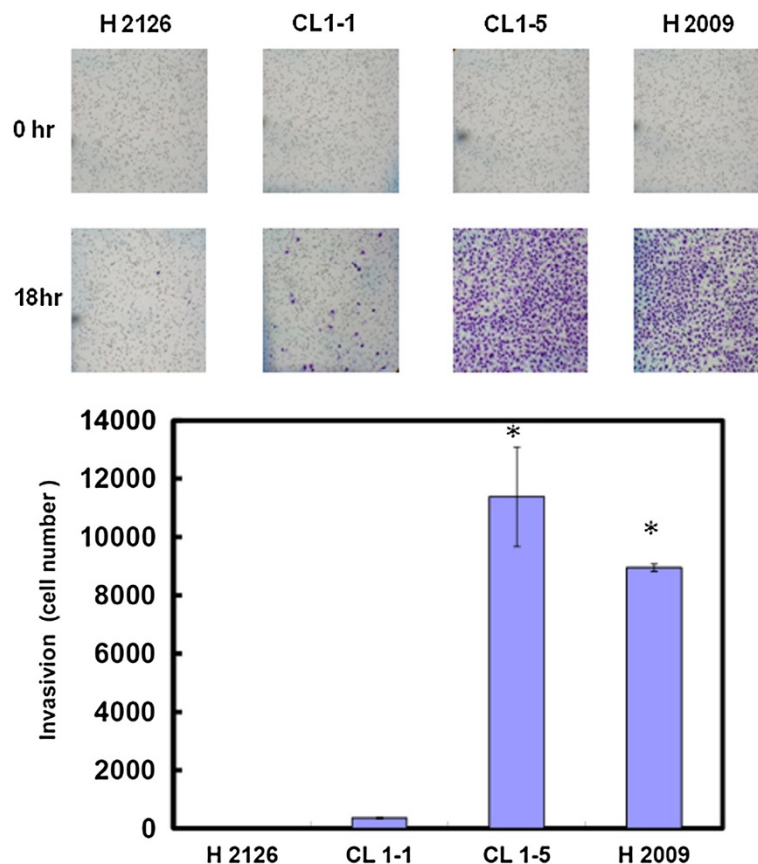 H 2126 CL1-1 CL1-5 H 2009
0 hr
18hr
14000
*
12000
*
10000
8000
6000
4000
2000
0
Invasivion (cell number )
H 2126 CL 1-1 CL 1-5 H 2009